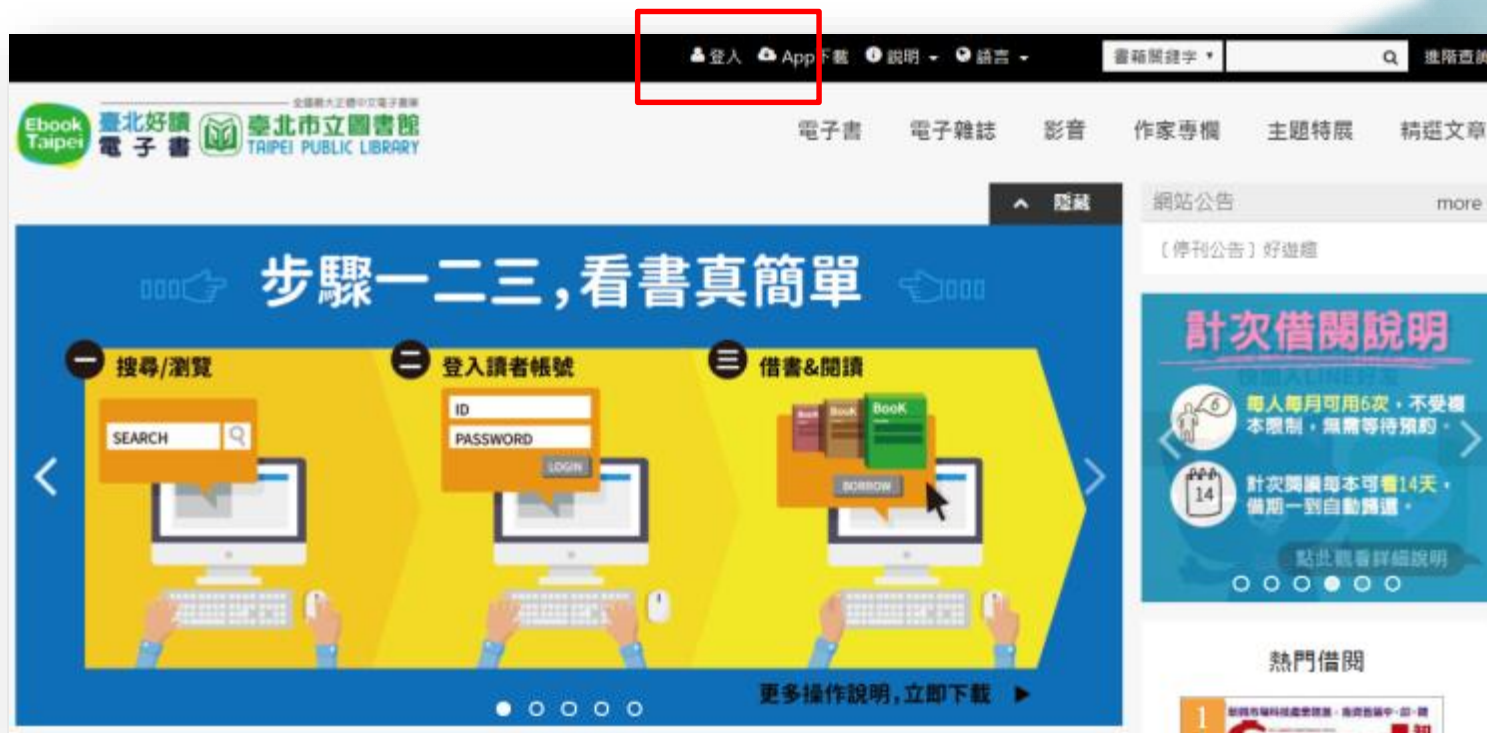 登入 App下載 說明 語言 書籍關鍵字 進階查詢
Ebook Taipei
臺北好讀
電子書
臺北市立圖書館
TAIPEI PUBLIC LIBRARY
電子書 電子雜誌 影音 作家專欄 主題特展 精選文章
隱藏
網站公告 more
〔停刊公告〕好遊趣
步驟一二三,看書真簡單
一 搜尋/瀏覽
SEARCH
二 登入讀者帳號
ID
PASSWORD
LOGIN
三 借書&閱讀
BooK BooK BooK
BORROW
更多操作說明,立即下載
計次借閱說明
6
每人每月可用6次,不受複
本限制,無需等待預約。
14
計次閱讀每本可看14天,
借期一到自動歸還。
點此觀看詳細說明
熱門借閱
1